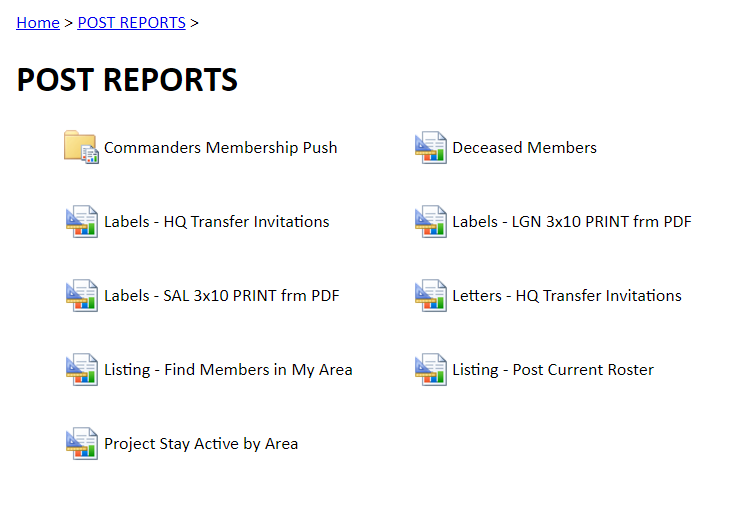 Home > POST REPORTS >
POST REPORTS
Commanders Membership Push
Deceased Members
Labels - HQ Transfer Invitations
Labels - LGN 3x10 PRINT frm PDF
Labels - SAL 3x10 PRINT frm PDF
Letters - HQ Transfer Invitations
Listing - Find Members in My Area
Listing - Post Current Roster
Project Stay Active by Area